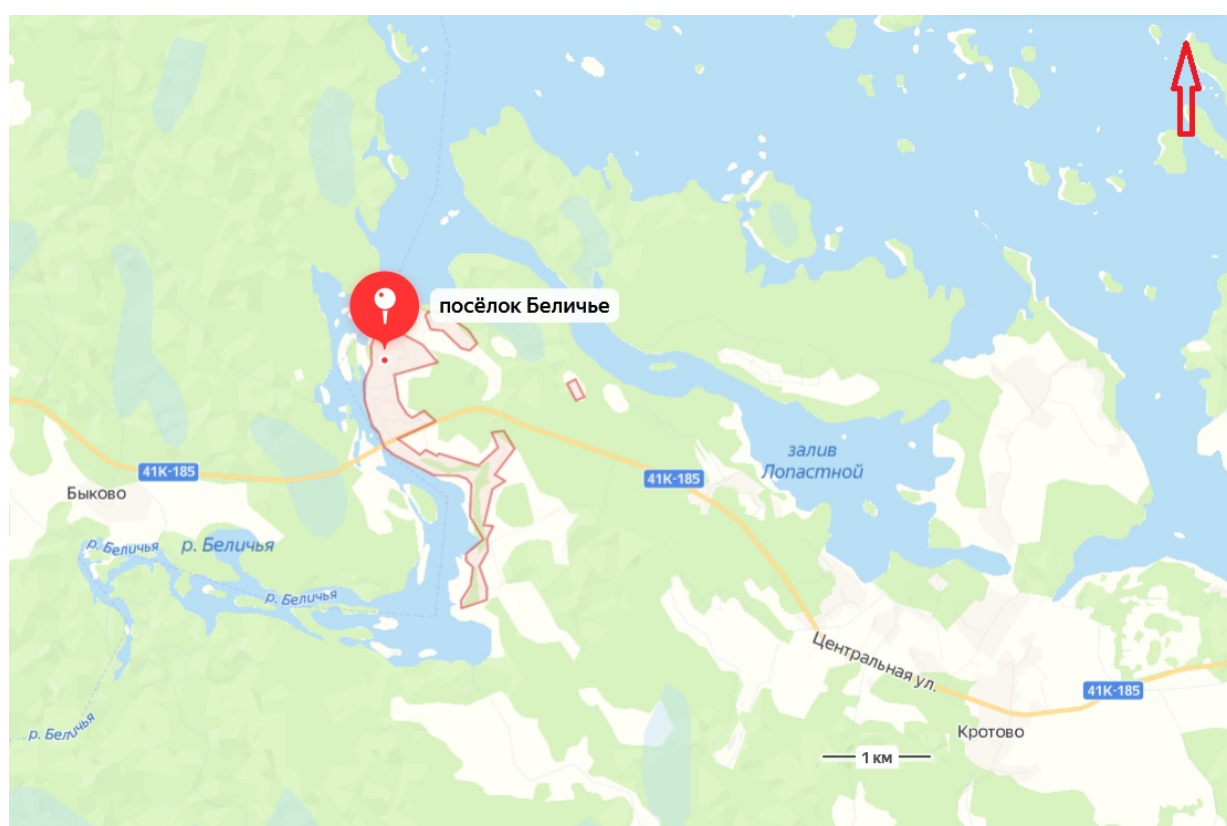 посёлок Беличье
залив
Лопастной
41К-185
41К-185
Быково
р. Беличья
р. Беличья
р. Беличья
Центральная ул.
41К-185
р. Беличья
Кротово
1 км